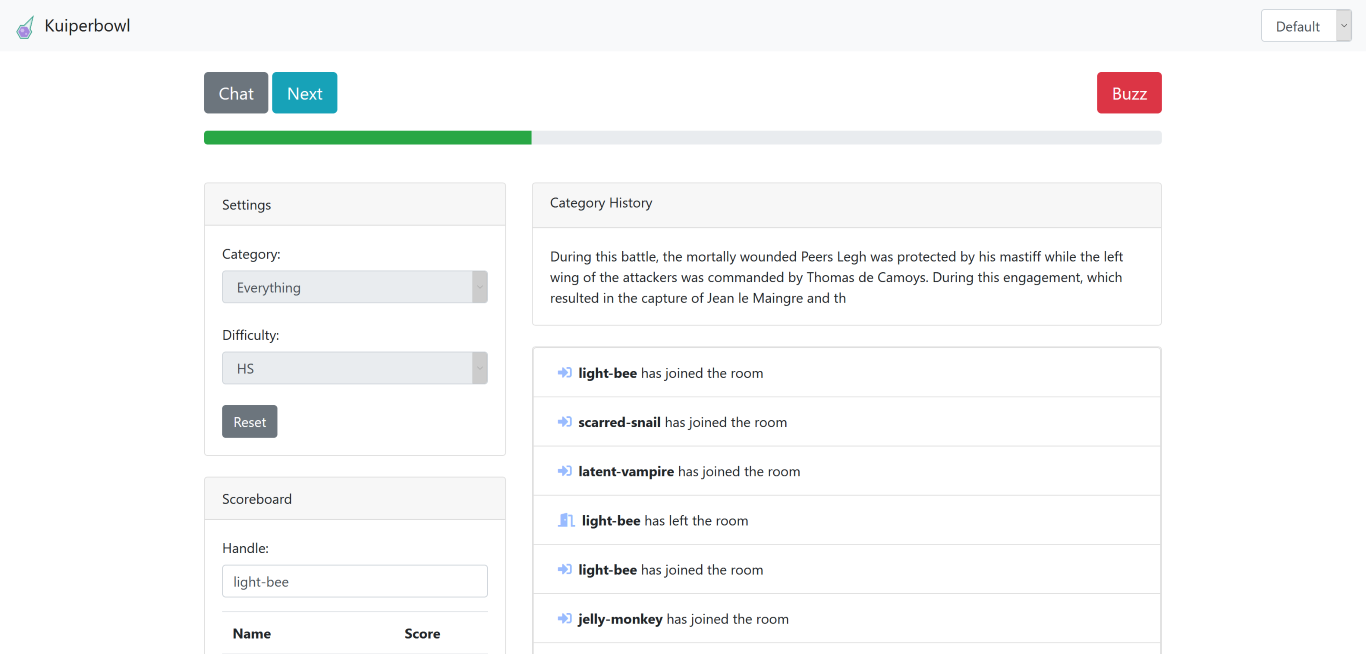 Kuiperbowl
Default
Chat
Next
Buzz
Settings
Category:
Everything
Difficulty:
HS
Reset
Scoreboard
Handle:
light-bee
Name Score
Category History
During this battle, the mortally wounded Peers Legh was protected by his mastiff while the left
wing of the attackers was commanded by Thomas de Camoys. During this engagement, which
resulted in the capture of Jean le Maingre and th
light-bee has joined the room
scarred-snail has joined the room
latent-vampire has joined the room
light-bee has left the room
light-bee has joined the room
jelly-monkey has joined the room